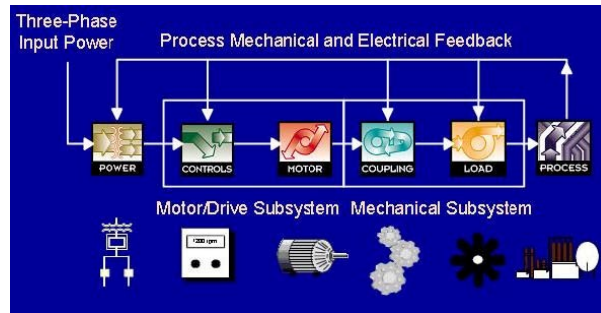 Three-Phase
Input Power
Process Mechanical and Electrical Feedback
POWER
CONTROLS
MOTOR
COUPLING
LOAD
PROCESS
Motor/Drive Subsystem
Mechanical Subsystem
rpm